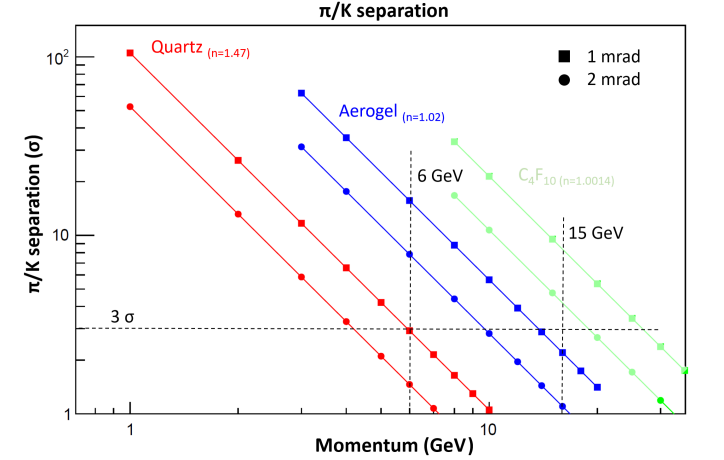 π/K separation
Quartz (n=1.47)
Aerogel (n=1.02)
C₄F₁₀ (n=1.0014)
1 mrad
2 mrad
6 GeV
15 GeV
3 σ
π/K separation (σ)
10²
10
1
1
10
Momentum (GeV)